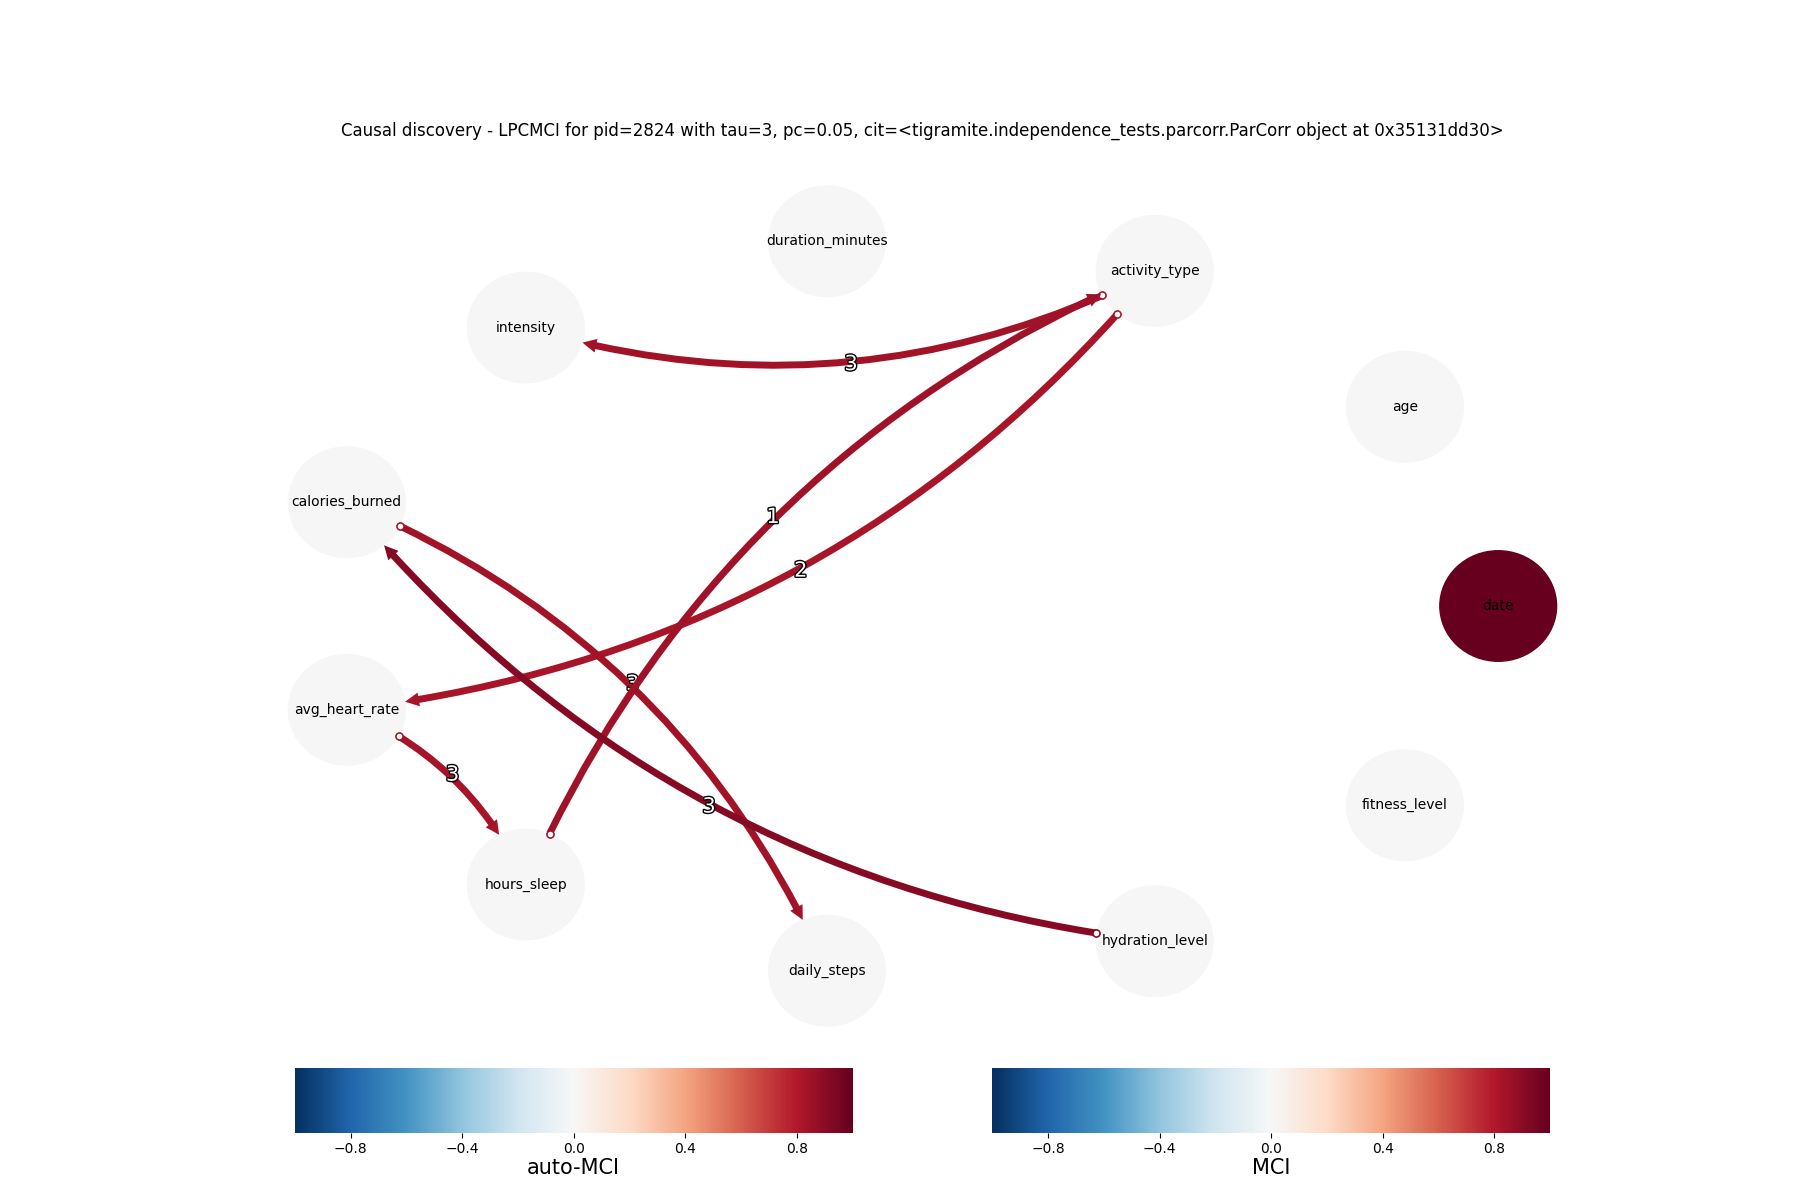 Causal discovery - LPCMCI for pid=2824 with tau=3, pc=0.05, cit=<tigramite.independence_tests.parcorr.ParCorr object at 0x35131dd30>
duration_minutes
activity_type
intensity
3
age
calories_burned
1
2
date
3
avg_heart_rate
3
3
fitness_level
hours_sleep
hydration_level
daily_steps
−0.8 −0.4 0.0 0.4 0.8
auto-MCI
−0.8 −0.4 0.0 0.4 0.8
MCI